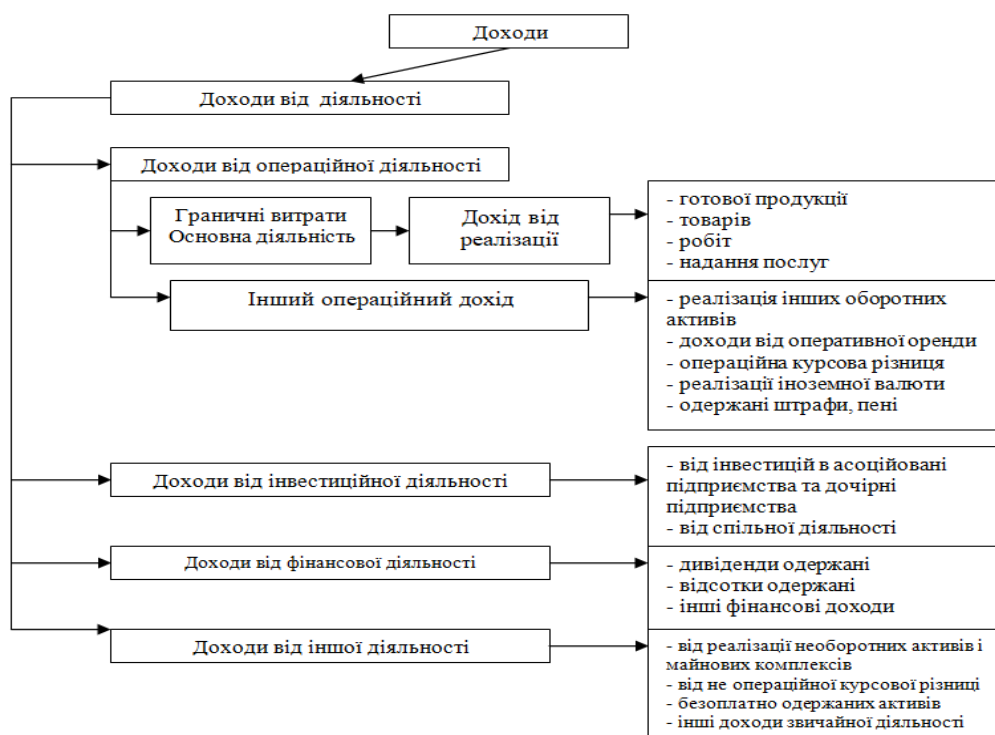 Доходи
Доходи від діяльності
Доходи від операційної діяльності
Граничні витрати
Основна діяльність
Дохід від
реалізації
- готової продукції
- товарів
- робіт
- надання послуг
Інший операційний дохід
- реалізація інших оборотних
активів
- доходи від оперативної оренди
- операційна курсова різниця
- реалізації іноземної валюти
- одержані штрафи, пені
Доходи від інвестиційної діяльності
- від інвестицій в асоційовані
підприємства та дочірні
підприємства
- від спільної діяльності
Доходи від фінансової діяльності
- дивіденди одержані
- відсотки одержані
- інші фінансові доходи
Доходи від іншої діяльності
- від реалізації необоротних активів і
майнових комплексів
- від не операційної курсової різниці
- безоплатно одержаних активів
- інші доходи звичайної діяльності